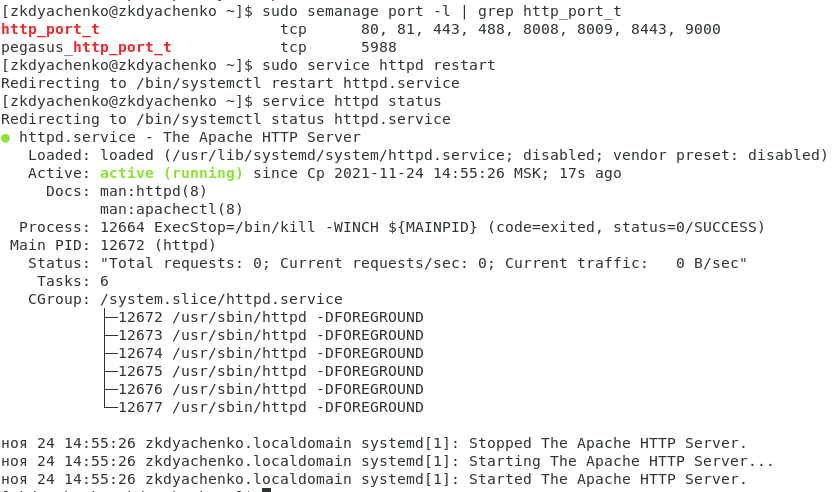 [zkdyachenko@zkdyachenko ~]$ sudo semanage port -l | grep http_port_t
http_port_t                    tcp      80, 81, 443, 488, 8008, 8009, 8443, 9000
pegasus_http_port_t            tcp      5988
[zkdyachenko@zkdyachenko ~]$ sudo service httpd restart
Redirecting to /bin/systemctl restart httpd.service
[zkdyachenko@zkdyachenko ~]$ service httpd status
Redirecting to /bin/systemctl status httpd.service
● httpd.service - The Apache HTTP Server
   Loaded: loaded (/usr/lib/systemd/system/httpd.service; disabled; vendor preset: disabled)
   Active: active (running) since Ср 2021-11-24 14:55:26 MSK; 17s ago
     Docs: man:httpd(8)
           man:apachectl(8)
  Process: 12664 ExecStop=/bin/kill -WINCH ${MAINPID} (code=exited, status=0/SUCCESS)
 Main PID: 12672 (httpd)
   Status: "Total requests: 0; Current requests/sec: 0; Current traffic:   0 B/sec"
    Tasks: 6
   CGroup: /system.slice/httpd.service
           ├─12672 /usr/sbin/httpd -DFOREGROUND
           ├─12673 /usr/sbin/httpd -DFOREGROUND
           ├─12674 /usr/sbin/httpd -DFOREGROUND
           ├─12675 /usr/sbin/httpd -DFOREGROUND
           ├─12676 /usr/sbin/httpd -DFOREGROUND
           └─12677 /usr/sbin/httpd -DFOREGROUND
ноя 24 14:55:26 zkdyachenko.localdomain systemd[1]: Stopped The Apache HTTP Server.
ноя 24 14:55:26 zkdyachenko.localdomain systemd[1]: Starting The Apache HTTP Server...
ноя 24 14:55:26 zkdyachenko.localdomain systemd[1]: Started The Apache HTTP Server.